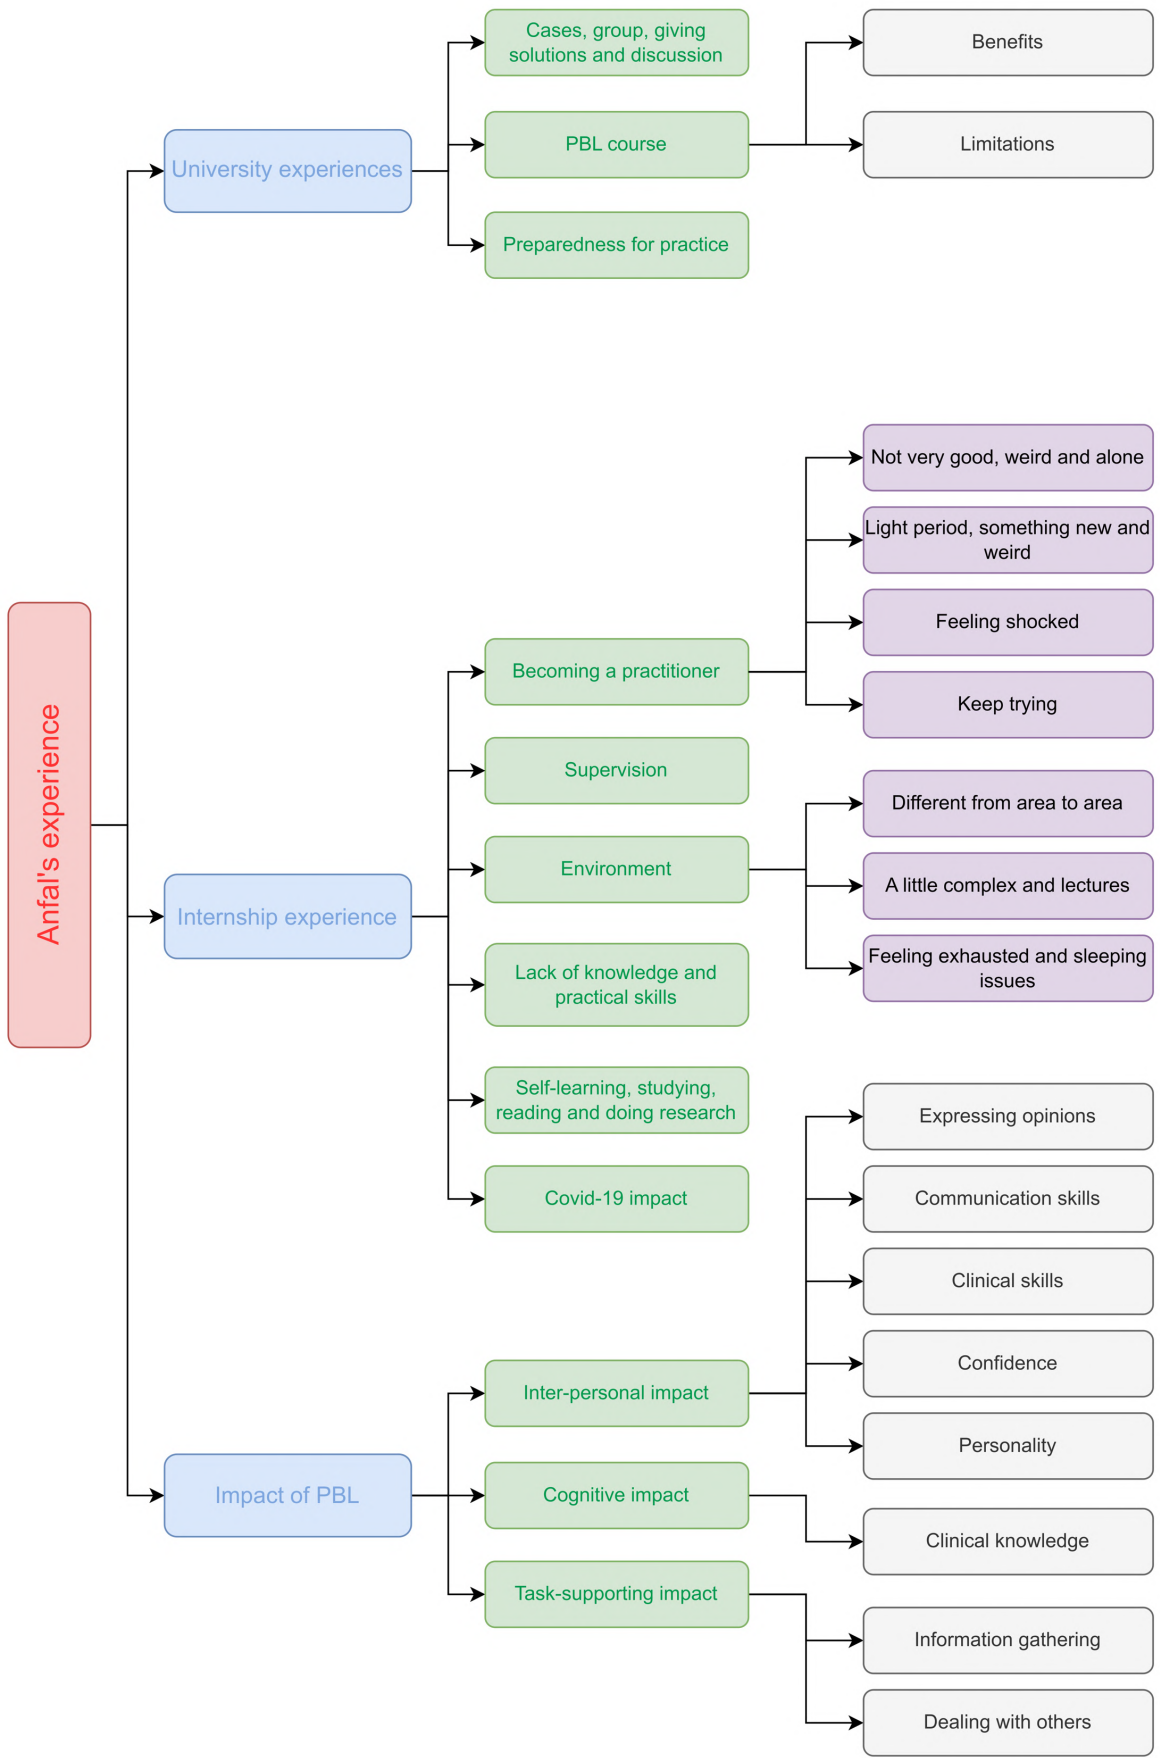 Anfal's experience
University experiences
Cases, group, giving
solutions and discussion
PBL course
Benefits
Limitations
Preparedness for practice
Internship experience
Becoming a practitioner
Not very good, weird and alone
Light period, something new and
weird
Feeling shocked
Keep trying
Supervision
Environment
Different from area to area
A little complex and lectures
Feeling exhausted and sleeping
issues
Lack of knowledge and
practical skills
Self-learning, studying,
reading and doing research
Covid-19 impact
Impact of PBL
Inter-personal impact
Expressing opinions
Communication skills
Clinical skills
Confidence
Personality
Cognitive impact
Clinical knowledge
Task-supporting impact
Information gathering
Dealing with others